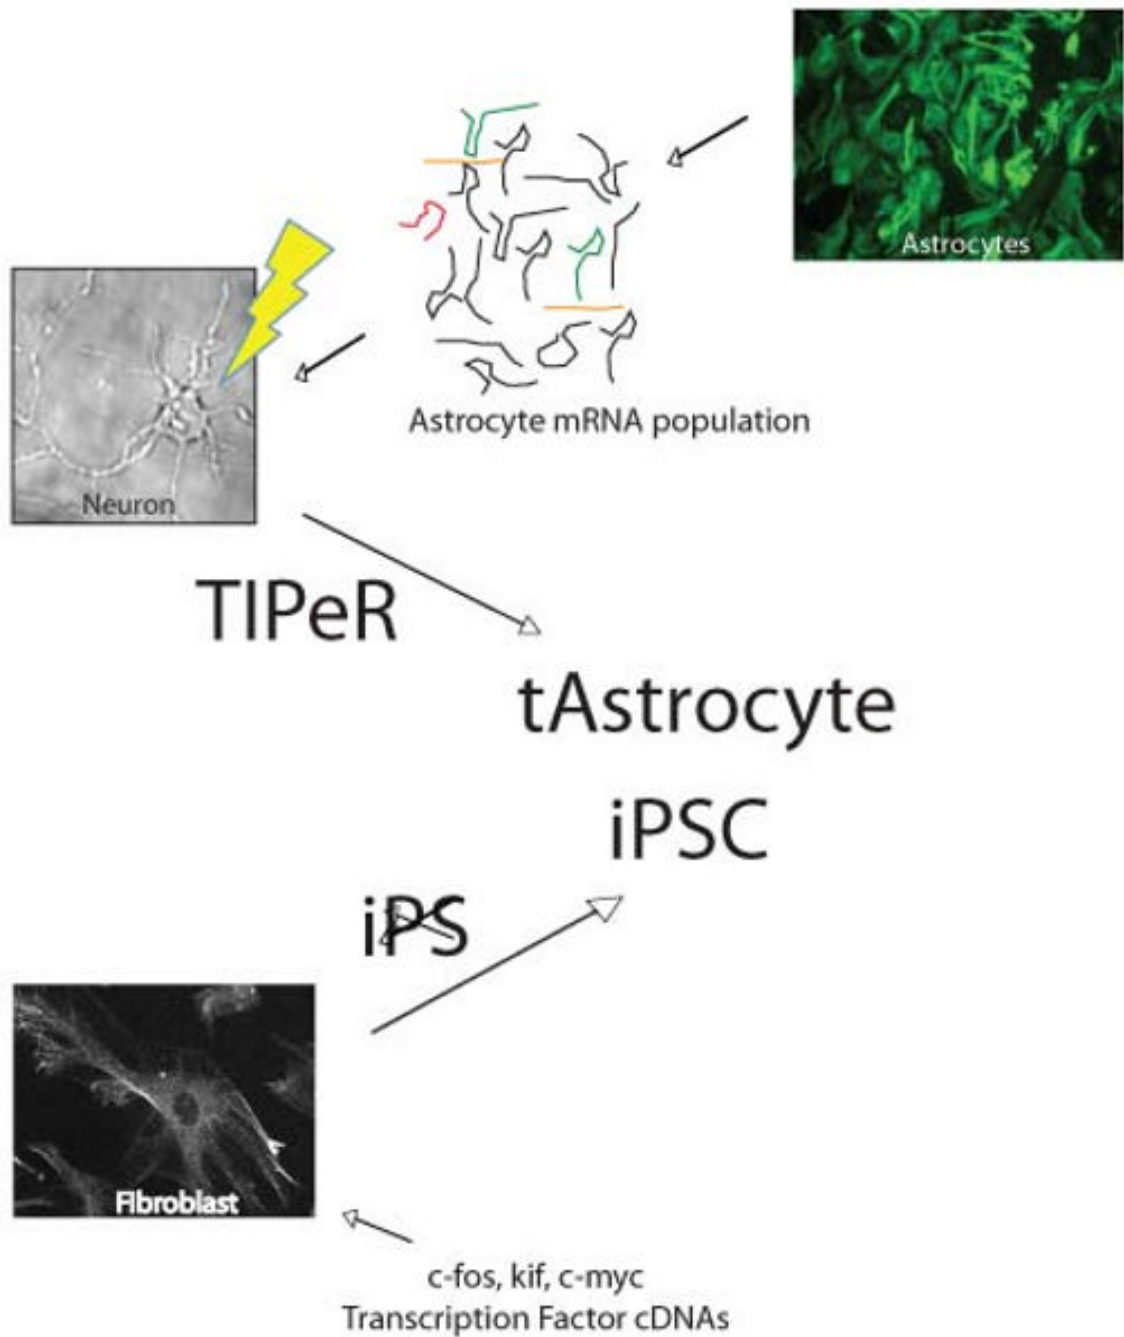 Astrocytes
Astrocyte mRNA population
Neuron
TIPeR
tAstrocyte
iPSC
iPS
Fibroblast
c-fos, kif, c-myc
Transcription Factor cDNAs